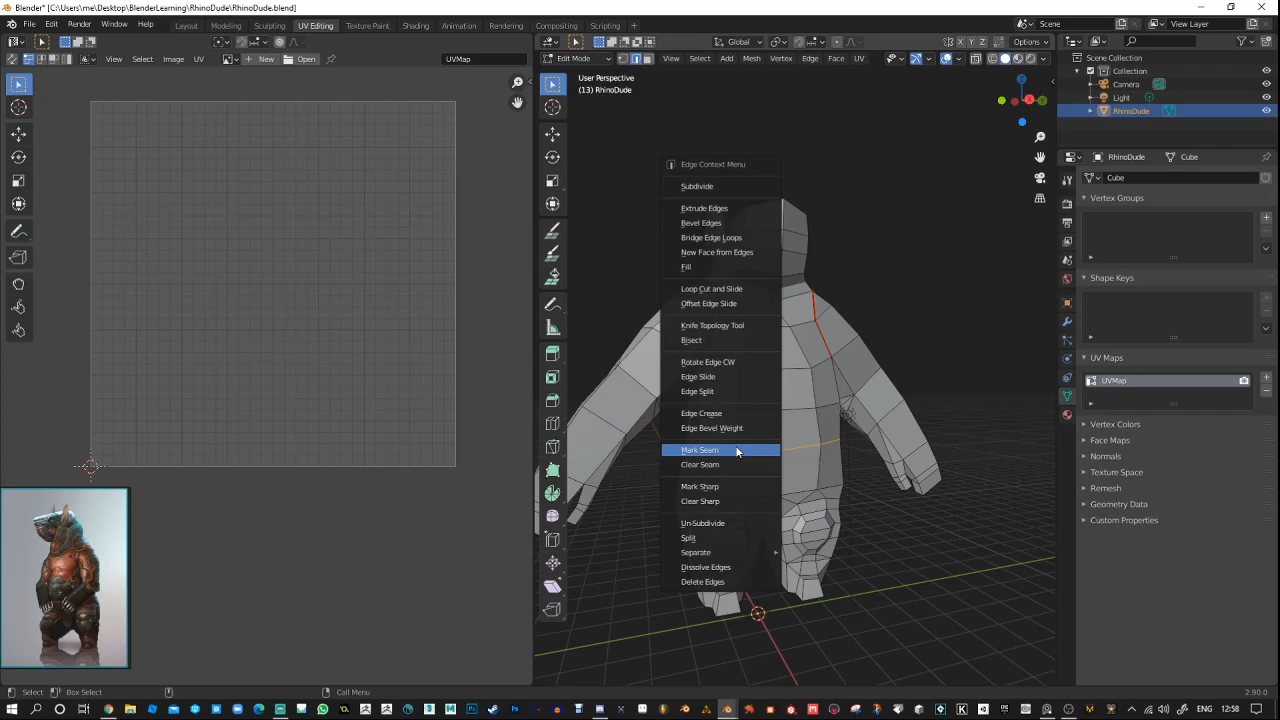 Blender* [C:\Users\me\Desktop\BlenderLearning\RhinoDude\RhinoDude.blend]
File Edit Render Window Help Layout Modeling Sculpting UV Editing Texture Paint Shading Animation Rendering Compositing Scripting + Scene View Layer
Global Options
View Select Image UV New Open UVMap
Edit Mode View Select Add Mesh Vertex Edge Face UV
User Perspective
(13) RhinoDude
X Y Z
Scene Collection
Collection
Camera
Light
RhinoDude
RhinoDude Cube
Cube
Vertex Groups
Shape Keys
UV Maps
UVMap
Vertex Colors
Face Maps
Normals
Texture Space
Remesh
Geometry Data
Custom Properties
Edge Context Menu
Subdivide
Extrude Edges
Bevel Edges
Bridge Edge Loops
New Face from Edges
Fill
Loop Cut and Slide
Offset Edge Slide
Knife Topology Tool
Bisect
Rotate Edge CW
Edge Slide
Edge Split
Edge Crease
Edge Bevel Weight
Mark Seam
Clear Seam
Mark Sharp
Clear Sharp
Un-Subdivide
Split
Separate
Dissolve Edges
Delete Edges
Select Box Select Call Menu 2.90.0
12:58